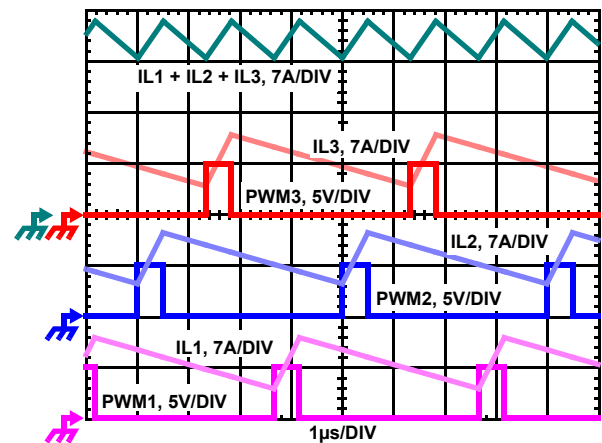 IL1 + IL2 + IL3, 7A/DIV
IL3, 7A/DIV
PWM3, 5V/DIV
IL2, 7A/DIV
PWM2, 5V/DIV
IL1, 7A/DIV
PWM1, 5V/DIV
1µs/DIV